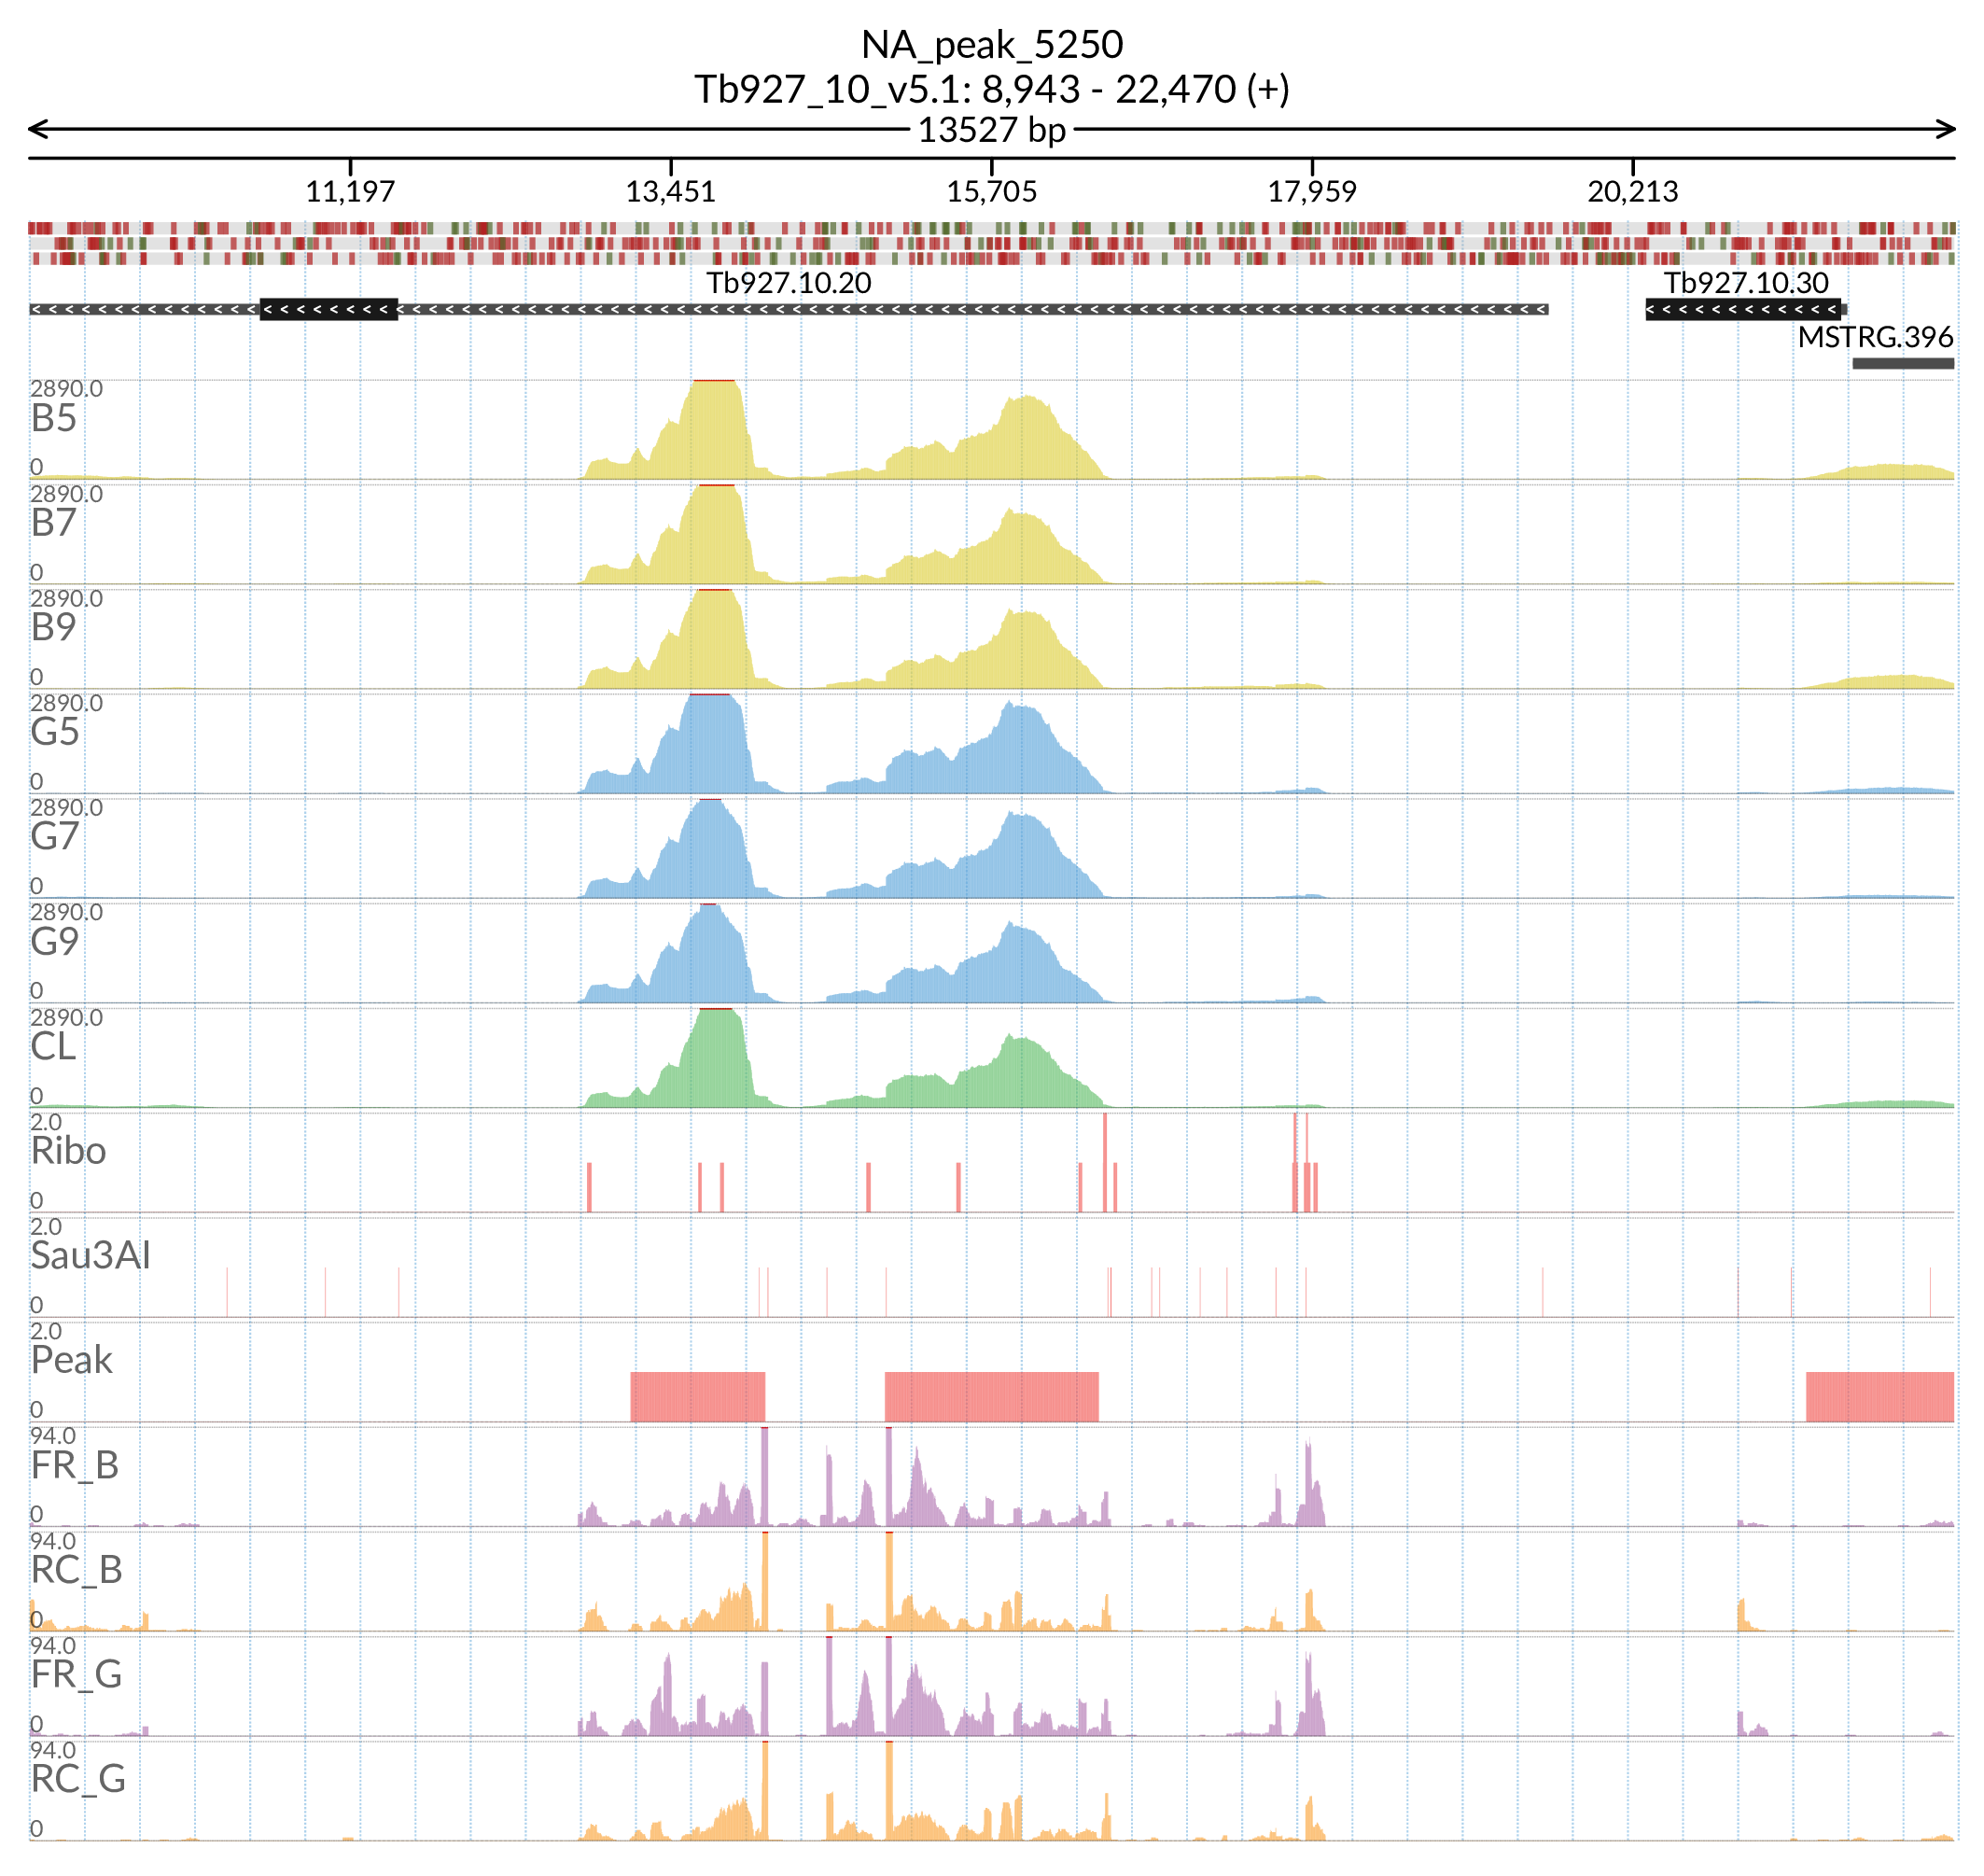 NA_peak_5250
Tb927_10_v5.1: 8,943 - 22,470 (+)
13527 bp
11,197 13,451 15,705 17,959 20,213
Tb927.10.20 Tb927.10.30
MSTRG.396
2890.0
B5
0
2890.0
B7
0
2890.0
B9
0
2890.0
G5
0
2890.0
G7
0
2890.0
G9
0
2890.0
CL
0
2.0
Ribo
0
2.0
Sau3AI
0
2.0
Peak
0
94.0
FR_B
0
94.0
RC_B
0
94.0
FR_G
0
94.0
RC_G
0